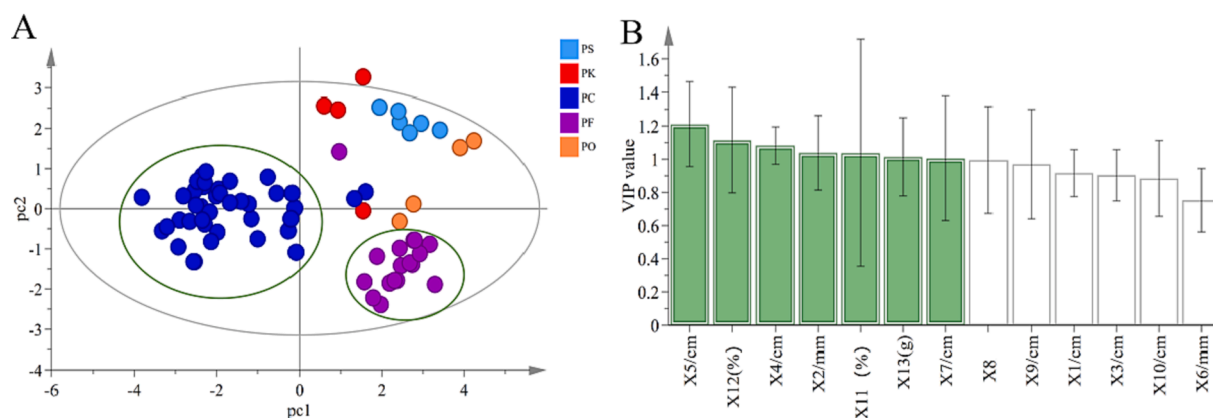 A
PS
PK
PC
PF
PO
pc2
3
2
1
0
-1
-2
-3
-4
-6
-4
-2
0
2
4
pc1
B
VIP value
1.6
1.4
1.2
1
0.8
0.6
0.4
0.2
0
X5/cm
X12(%)
X4/cm
X2/mm
X11 (%)
X13(g)
X7/cm
X8
X9/cm
X1/cm
X3/cm
X10/cm
X6/mm